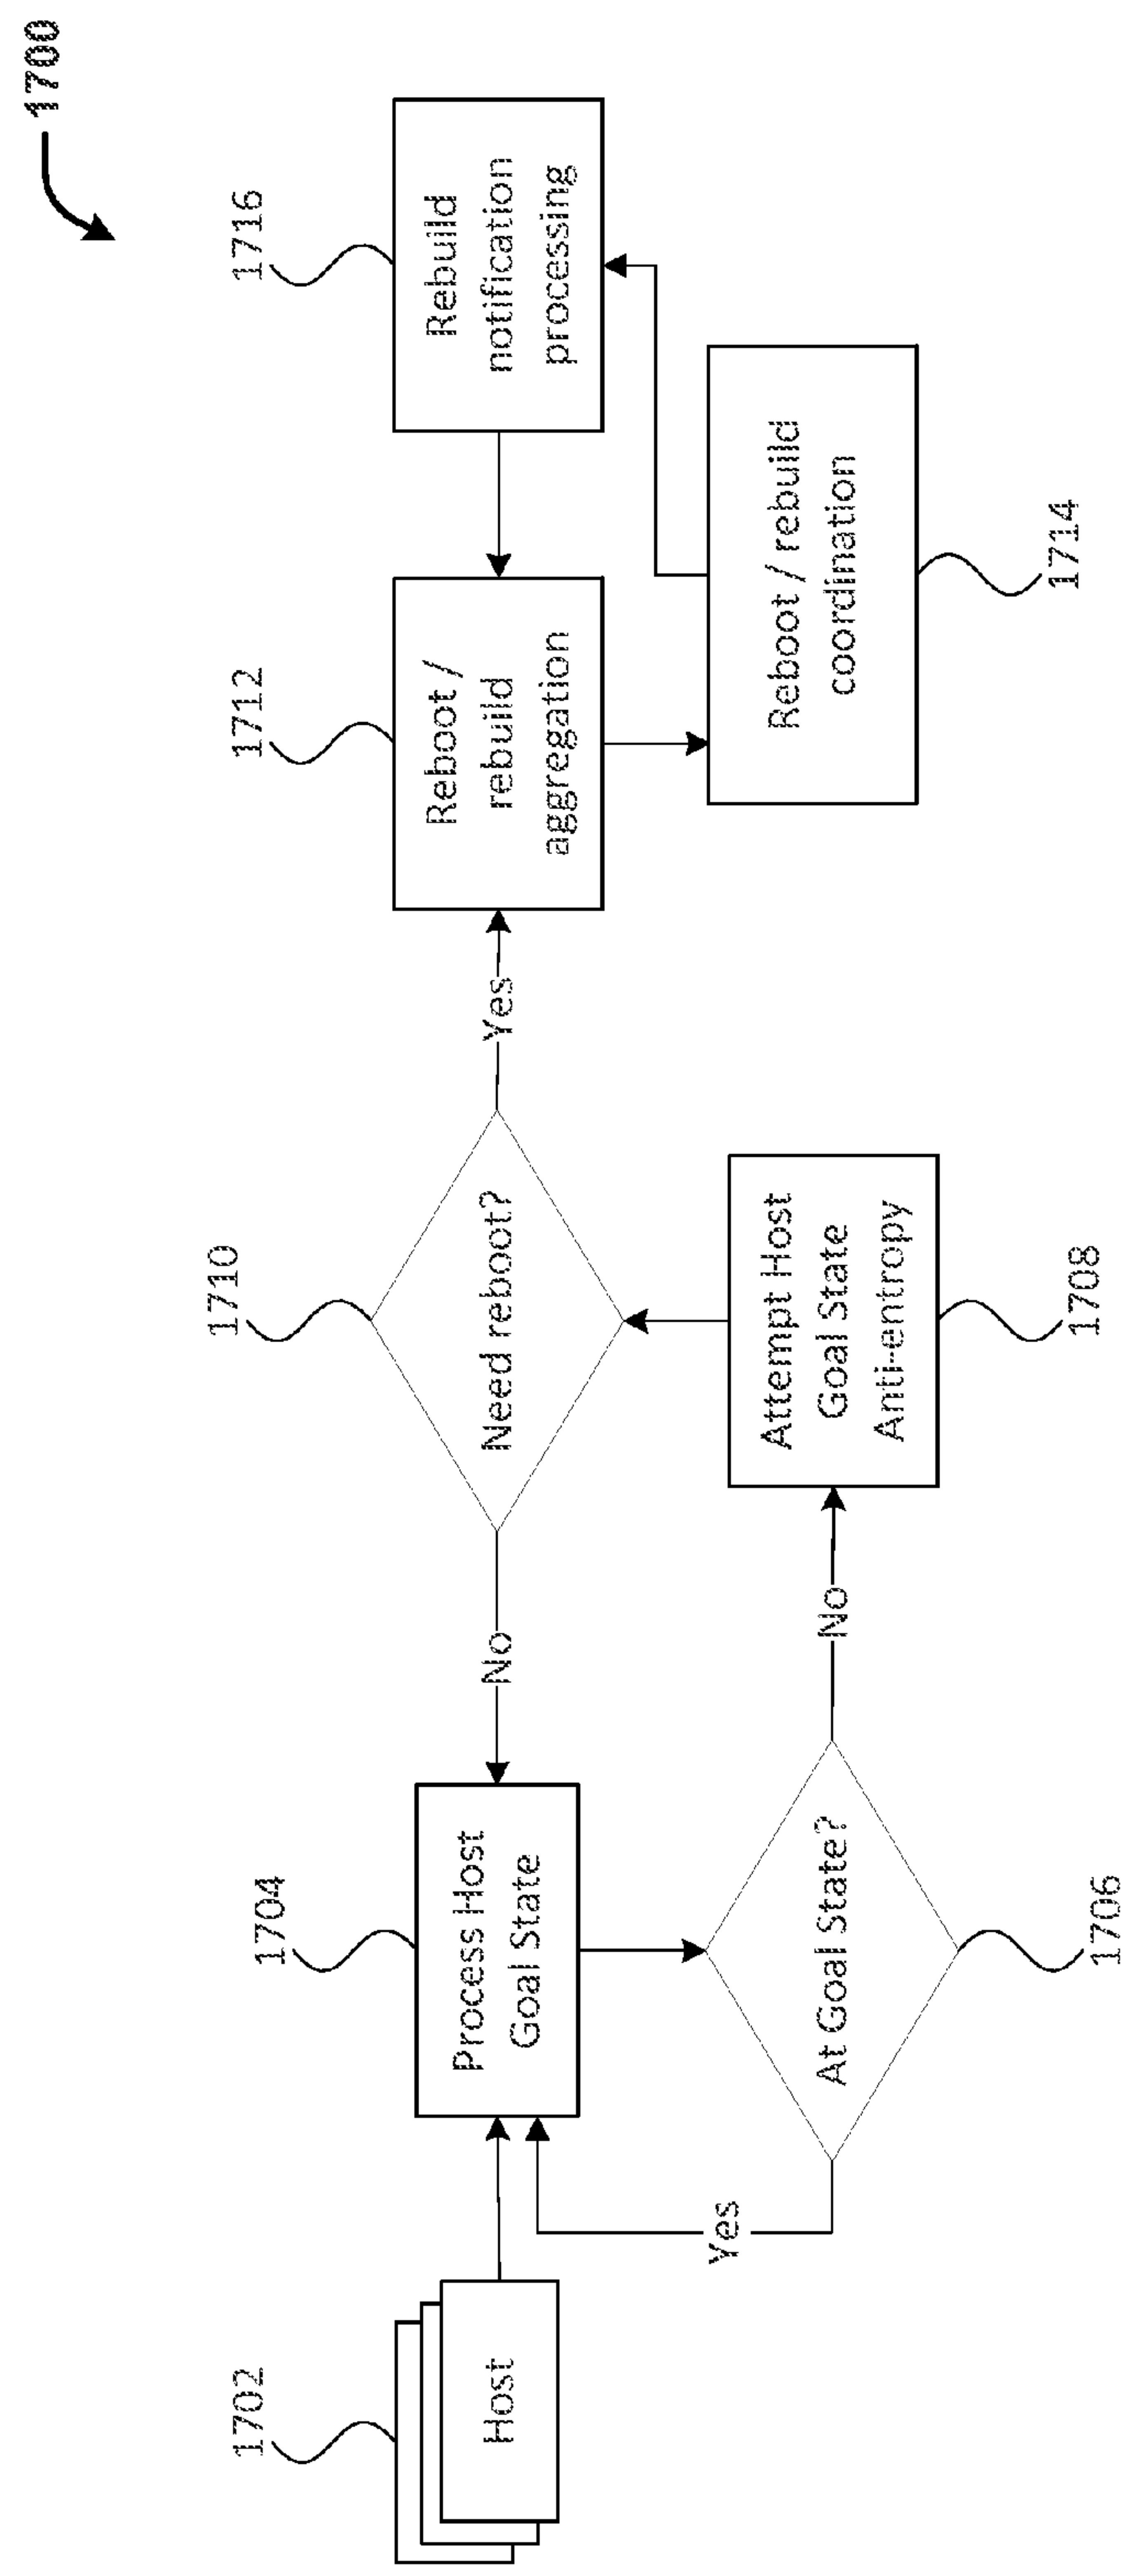 1700
1702
Host
1704
Process Host
Goal State
Yes
At Goal State?
1706
No
No
1710
Need reboot?
Attempt Host
Goal State
Anti-entropy
1708
Yes
1712
Reboot /
rebuild
aggregation
Reboot / rebuild
coordination
1714
1716
Rebuild
notification
processing